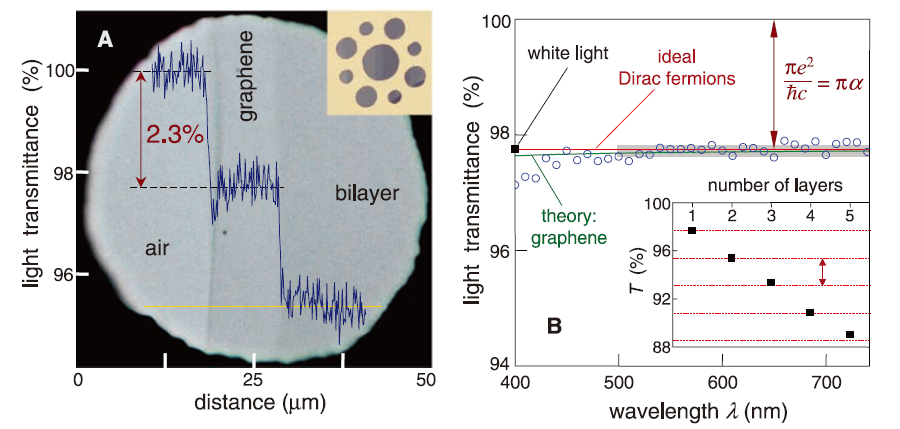 A
light transmittance (%)
100
98
96
2.3%
graphene
bilayer
air
0
25
50
distance (μm)
light transmittance (%)
100
98
96
94
white light
ideal
Dirac fermions
πe²
ħc
= πα
theory:
graphene
B
number of layers
1 2 3 4 5
T (%)
100
96
92
88
400 500 600 700
wavelength λ (nm)